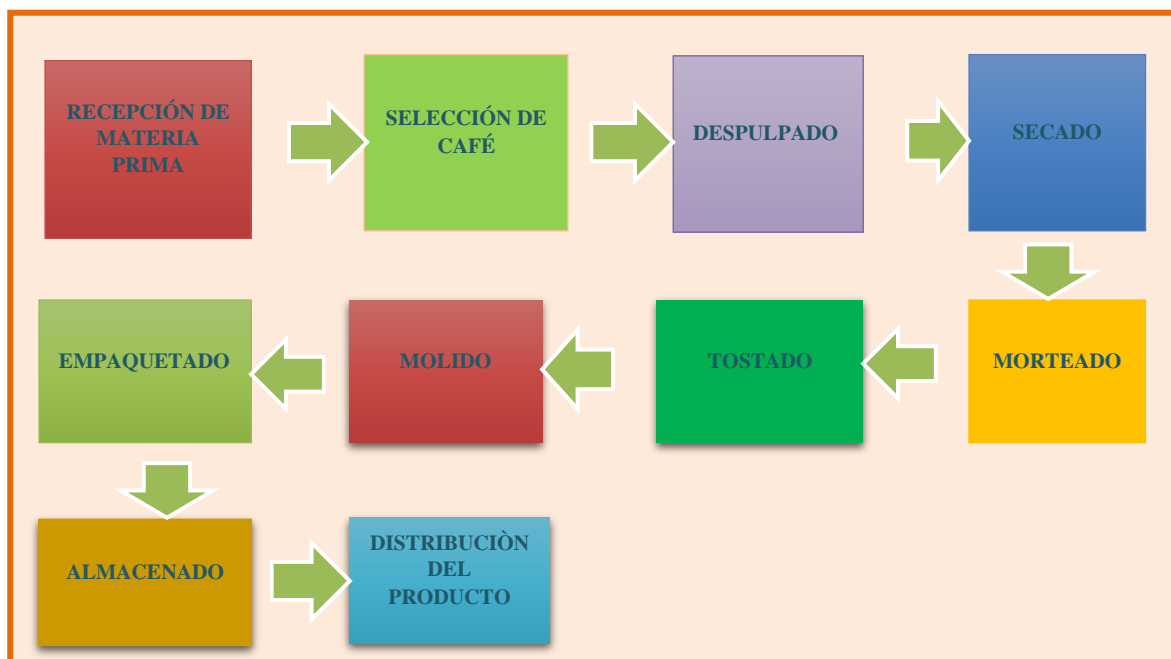 RECEPCIÓN DE
MATERIA
PRIMA
SELECCIÓN DE
CAFÉ
DESPULPADO
SECADO
MORTEADO
TOSTADO
MOLIDO
EMPAQUETADO
ALMACENADO
DISTRIBUCIÒN
DEL
PRODUCTO